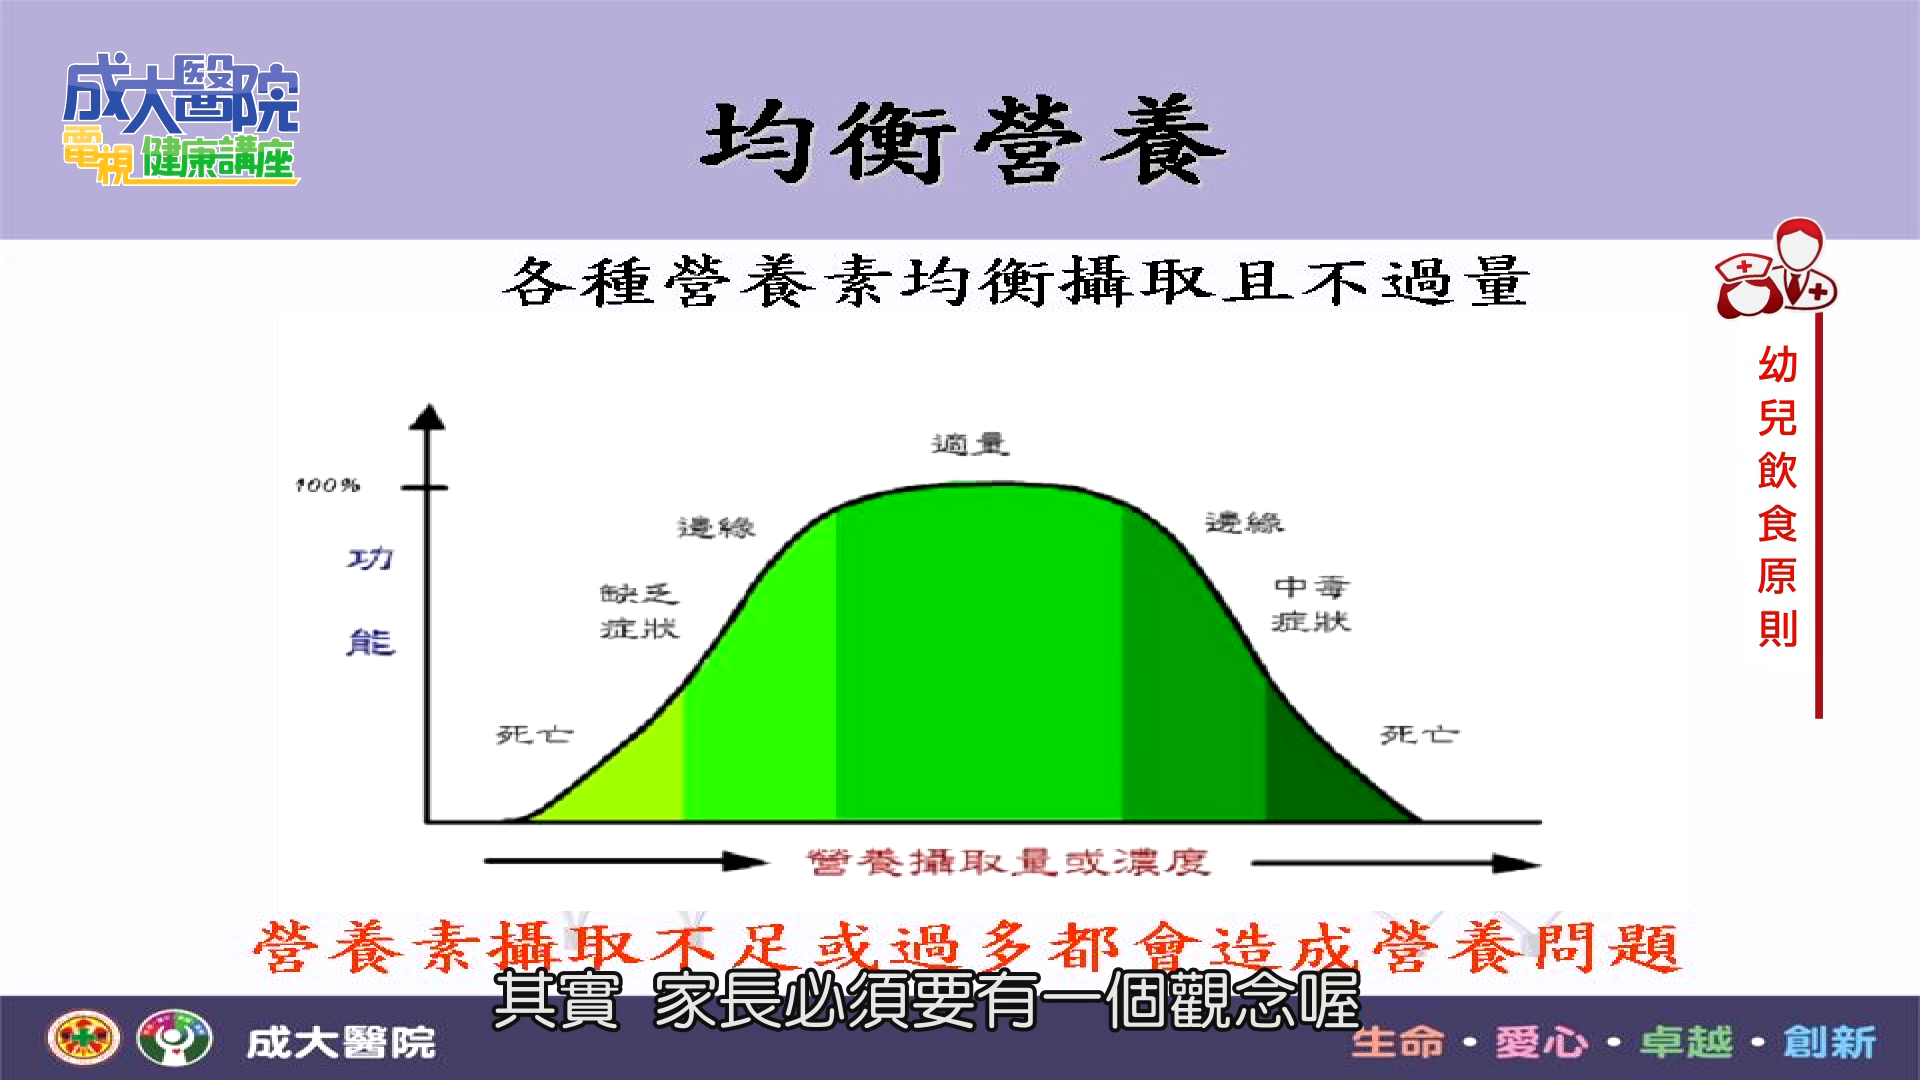 成大醫院
電視 健康講座
均衡營養
各種營養素均衡攝取且不過量
幼兒飲食原則
適量
100%
邊緣
邊緣
功能
缺乏
症狀
中毒
症狀
死亡
死亡
營養攝取量或濃度
營養素攝取不足或過多都會造成營養問題
其實 家長必須要有一個觀念喔
成大醫院
生命・愛心・卓越・創新